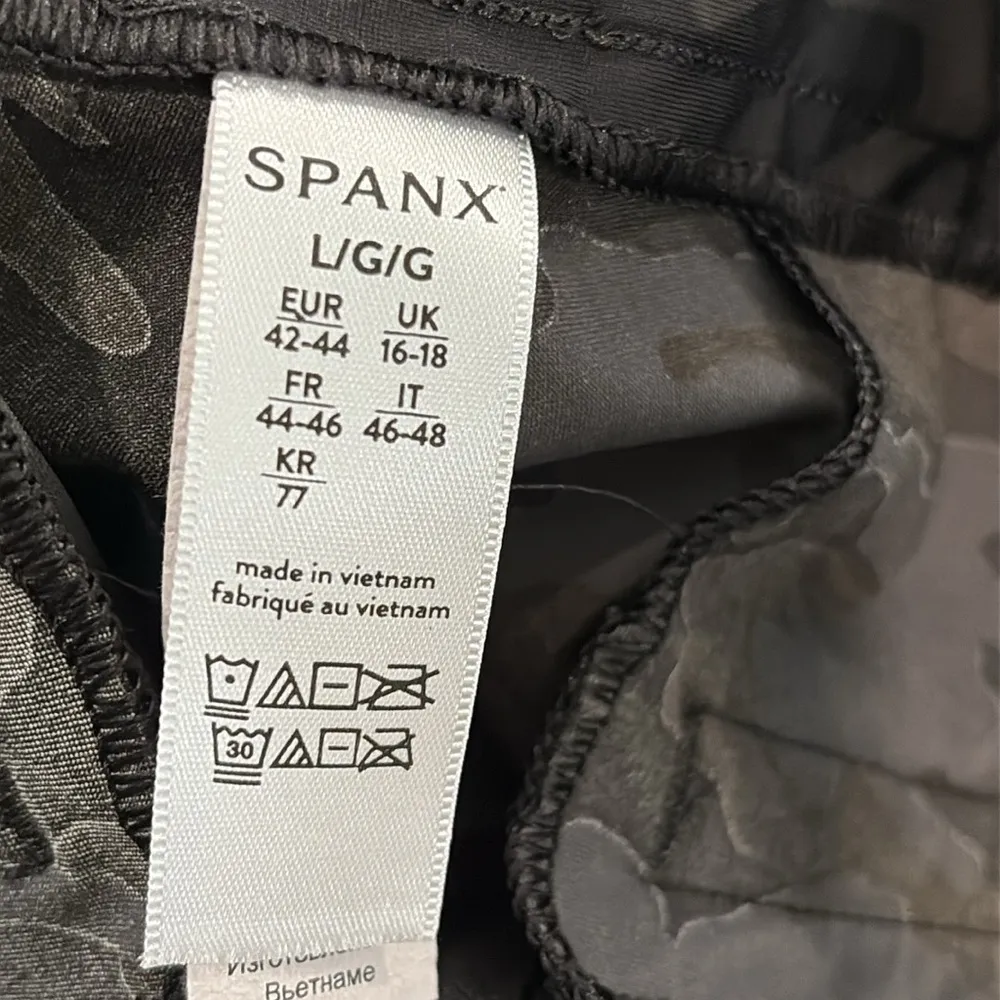 SPANX
L/G/G
EUR UK
42-44 16-18
FR IT
44-46 46-48
KR
77
made in vietnam
fabriqué au vietnam
30
Вьетнаме